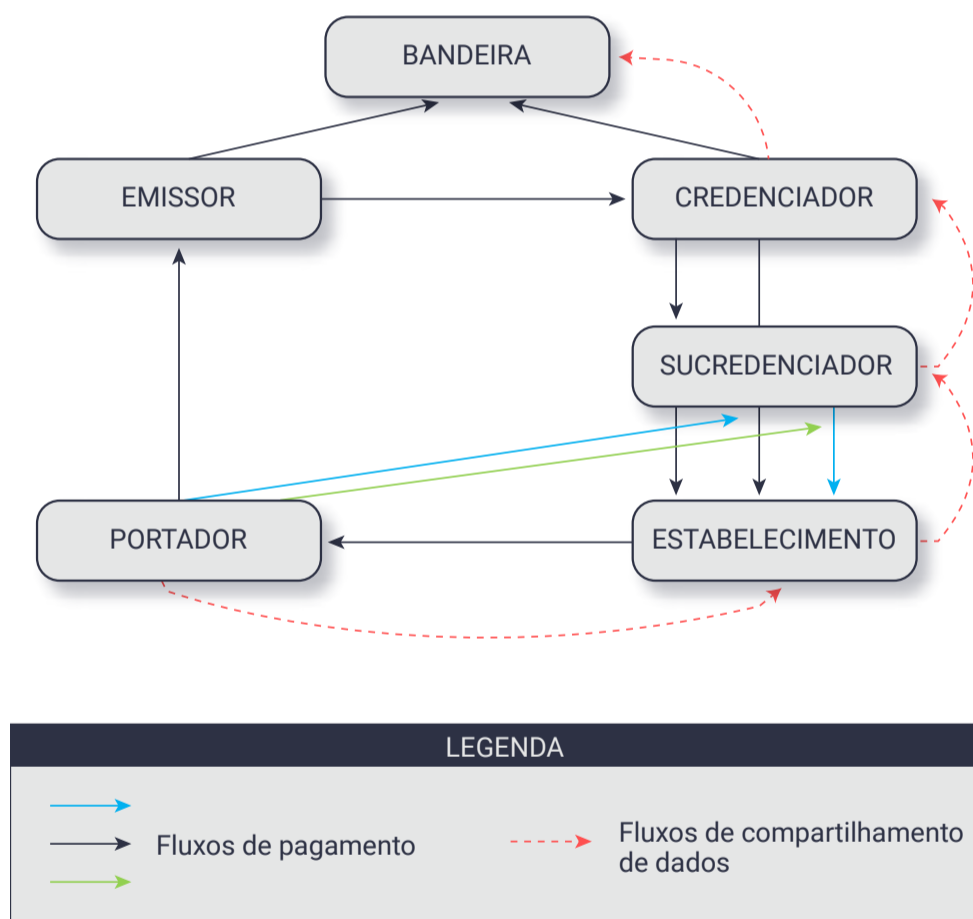 BANDEIRA
EMISSOR
CREDENCIADOR
SUCREDENCIADOR
PORTADOR
ESTABELECIMENTO
LEGENDA
Fluxos de pagamento
Fluxos de compartilhamento
de dados